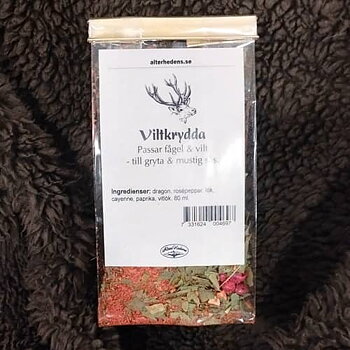 alterhedens.se
Viltkrydda
Passar fågel & vilt
- till gryta & mustig sås.
Ingredienser: dragon, rosépeppar, lök,
cayenne, paprika, vitlök, 80 ml
7 331624 004697